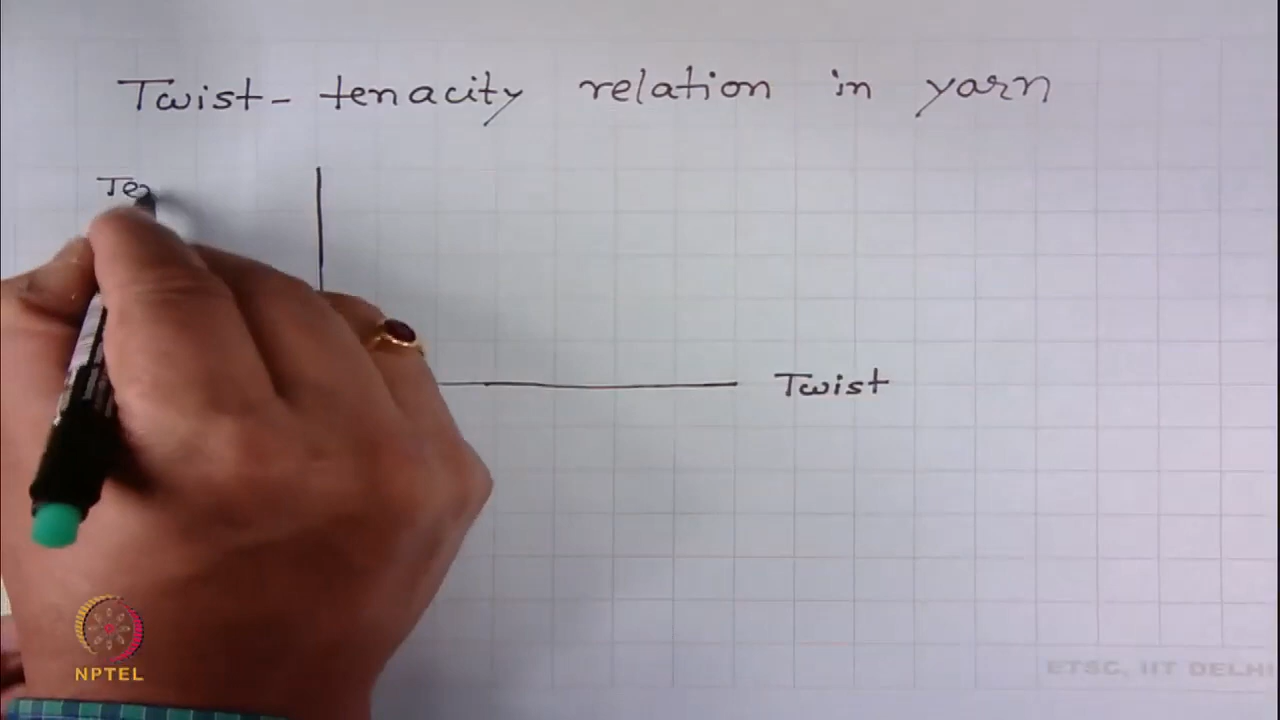 Twist- tenacity relation in yarn
Te
Twist
NPTEL
ETSC, IIT DELHI